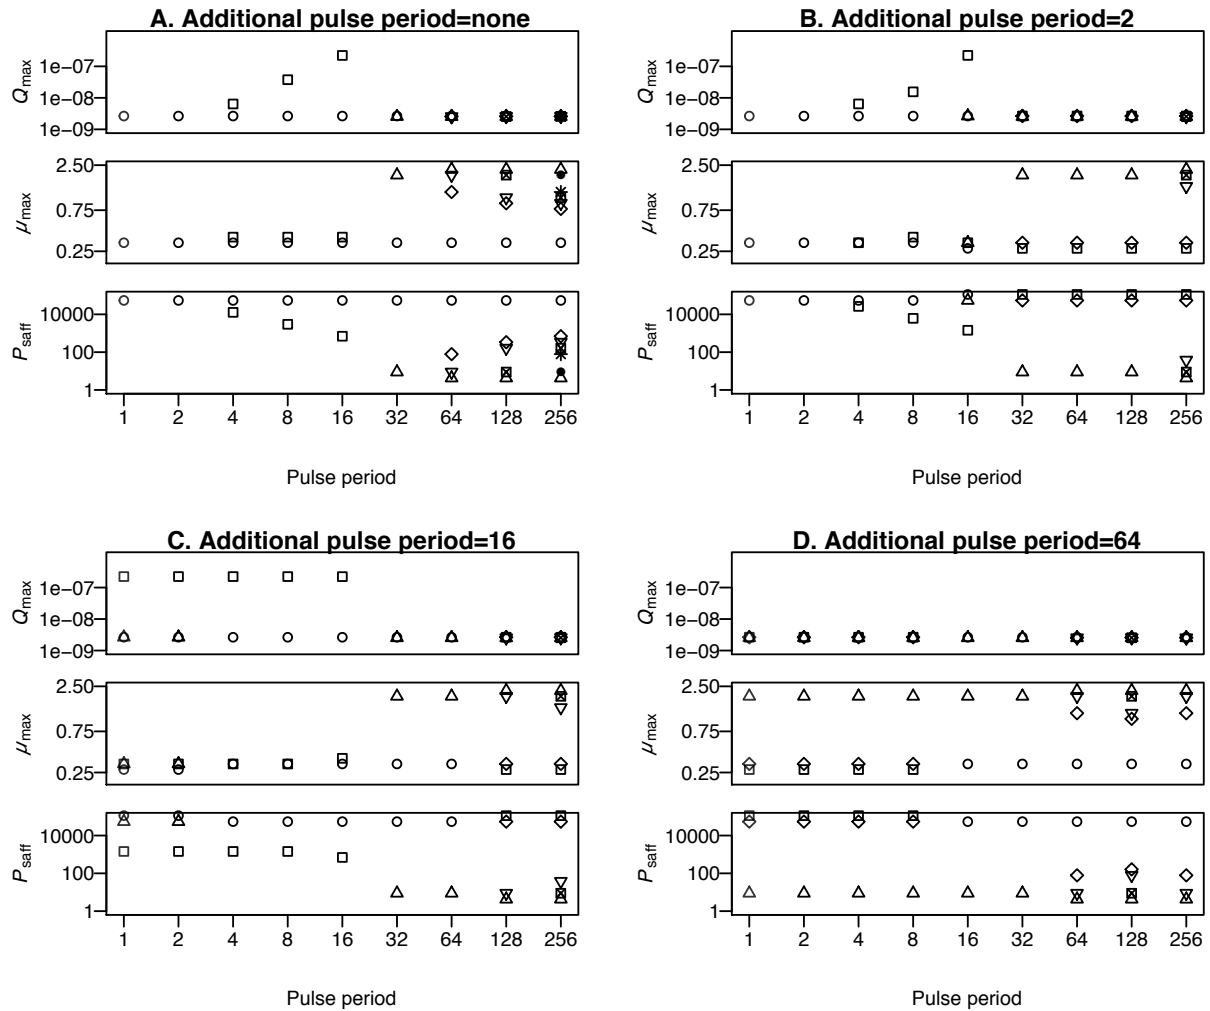 A. Additional pulse period=none
Qmax
1e−07
1e−08
1e−09
μmax
2.50
0.75
0.25
Psaff
10000
100
1
1 2 4 8 16 32 64 128 256
Pulse period
B. Additional pulse period=2
Qmax
1e−07
1e−08
1e−09
μmax
2.50
0.75
0.25
Psaff
10000
100
1
1 2 4 8 16 32 64 128 256
Pulse period
C. Additional pulse period=16
Qmax
1e−07
1e−08
1e−09
μmax
2.50
0.75
0.25
Psaff
10000
100
1
1 2 4 8 16 32 64 128 256
Pulse period
D. Additional pulse period=64
Qmax
1e−07
1e−08
1e−09
μmax
2.50
0.75
0.25
Psaff
10000
100
1
1 2 4 8 16 32 64 128 256
Pulse period